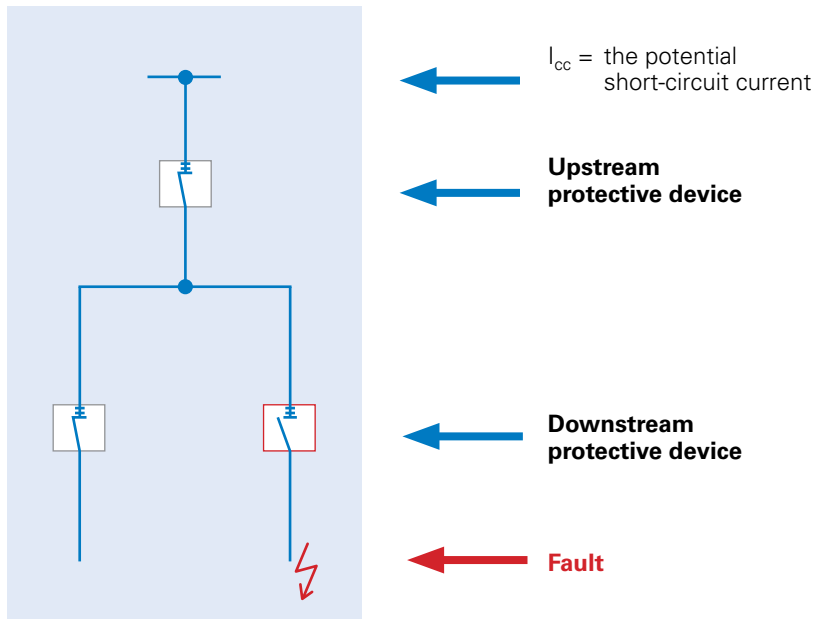 Icc = the potential
short-circuit current
Upstream
protective device
Downstream
protective device
Fault